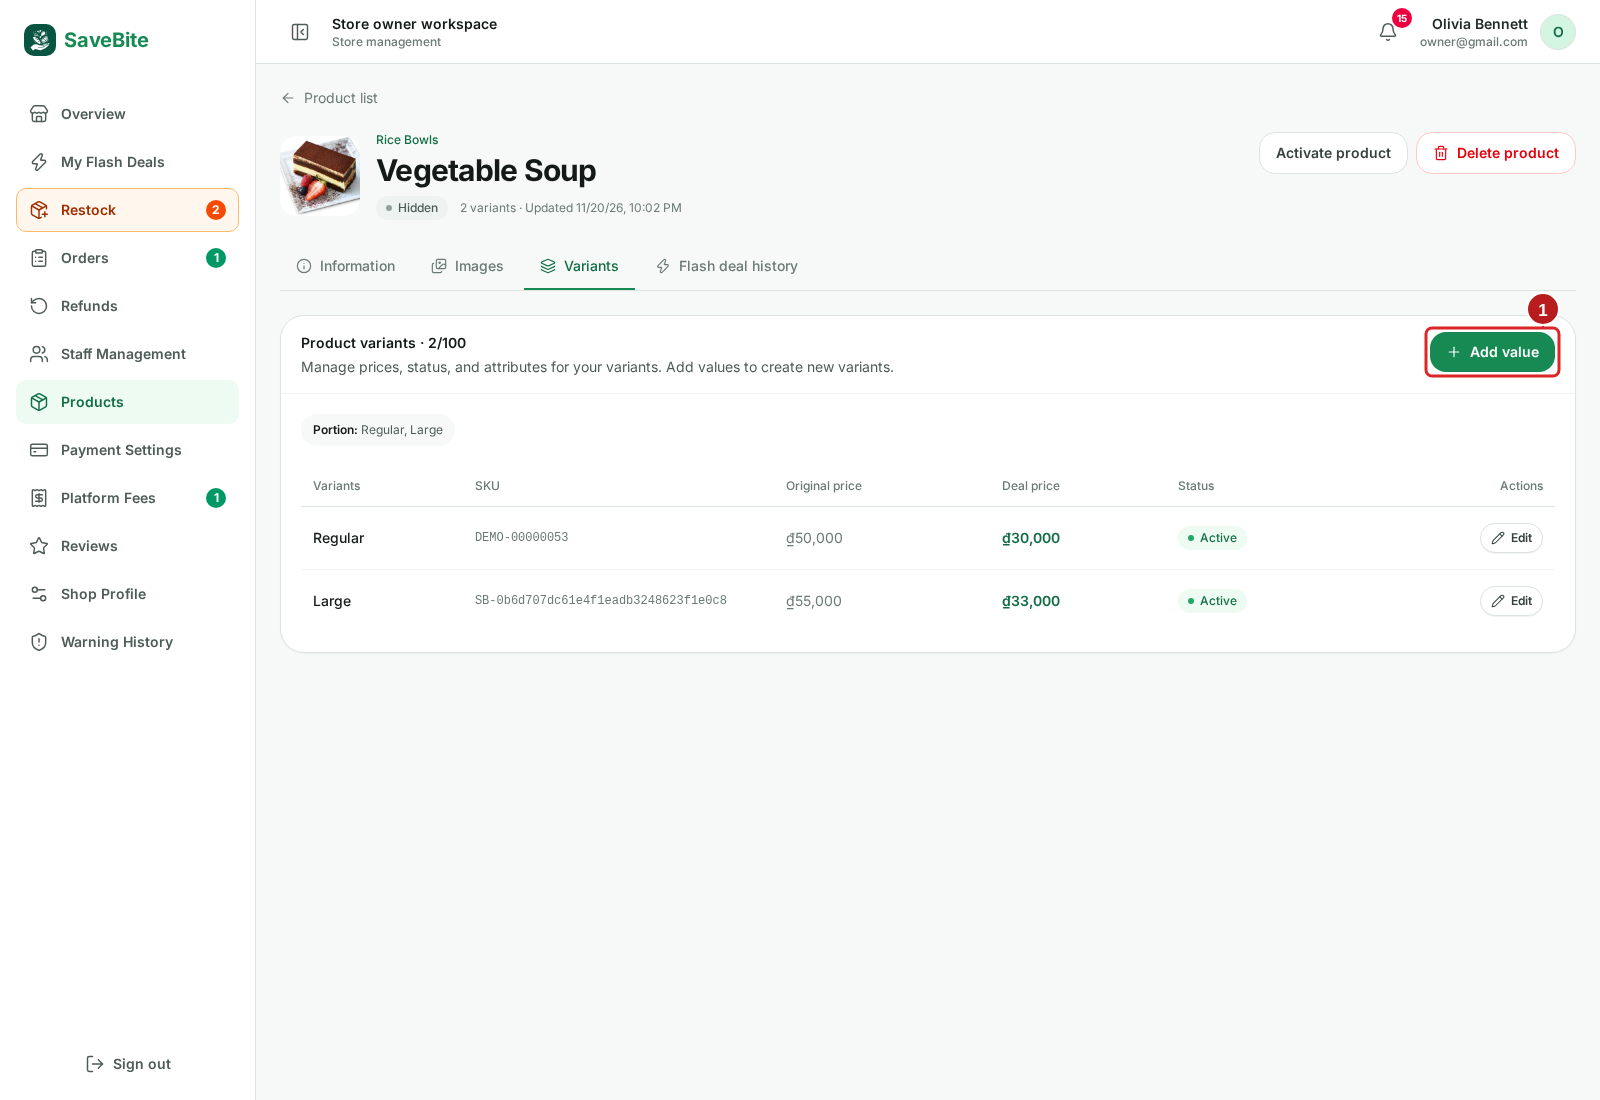 SaveBite
Store owner workspace
Store management
15
Olivia Bennett
owner@gmail.com
O
Overview
My Flash Deals
Restock 2
Orders 1
Refunds
Staff Management
Products
Payment Settings
Platform Fees 1
Reviews
Shop Profile
Warning History
Sign out
Product list
Rice Bowls
Vegetable Soup
Hidden 2 variants · Updated 11/20/26, 10:02 PM
Activate product Delete product
Information Images Variants Flash deal history
1
Product variants · 2/100
Manage prices, status, and attributes for your variants. Add values to create new variants.
Add value
Portion: Regular, Large
Variants SKU Original price Deal price Status Actions
Regular DEMO-00000053 ₫50,000 ₫30,000 Active Edit
Large SB-0b6d707dc61e4f1eadb3248623f1e0c8 ₫55,000 ₫33,000 Active Edit